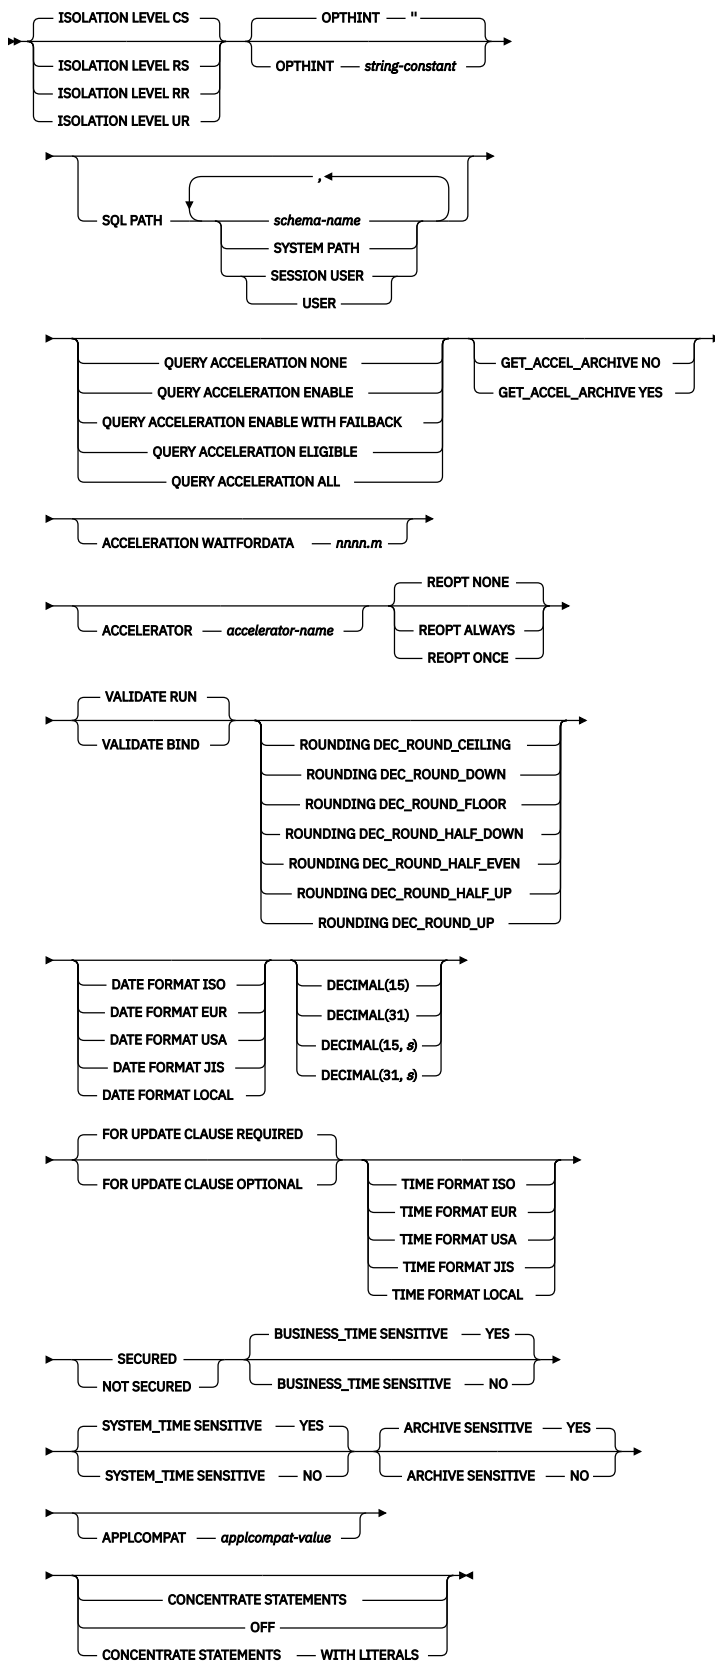 ISOLATION LEVEL CS
ISOLATION LEVEL RS
ISOLATION LEVEL RR
ISOLATION LEVEL UR
OPTHINT ''
OPTHINT string-constant
,
SQL PATH schema-name
SYSTEM PATH
SESSION USER
USER
QUERY ACCELERATION NONE
QUERY ACCELERATION ENABLE
QUERY ACCELERATION ENABLE WITH FAILBACK
QUERY ACCELERATION ELIGIBLE
QUERY ACCELERATION ALL
GET_ACCEL_ARCHIVE NO
GET_ACCEL_ARCHIVE YES
ACCELERATION WAITFORDATA nnnn.m
ACCELERATOR accelerator-name
REOPT NONE
REOPT ALWAYS
REOPT ONCE
VALIDATE RUN
VALIDATE BIND
ROUNDING DEC_ROUND_CEILING
ROUNDING DEC_ROUND_DOWN
ROUNDING DEC_ROUND_FLOOR
ROUNDING DEC_ROUND_HALF_DOWN
ROUNDING DEC_ROUND_HALF_EVEN
ROUNDING DEC_ROUND_HALF_UP
ROUNDING DEC_ROUND_UP
DATE FORMAT ISO
DATE FORMAT EUR
DATE FORMAT USA
DATE FORMAT JIS
DATE FORMAT LOCAL
DECIMAL(15)
DECIMAL(31)
DECIMAL(15, s)
DECIMAL(31, s)
FOR UPDATE CLAUSE REQUIRED
FOR UPDATE CLAUSE OPTIONAL
TIME FORMAT ISO
TIME FORMAT EUR
TIME FORMAT USA
TIME FORMAT JIS
TIME FORMAT LOCAL
SECURED
NOT SECURED
BUSINESS_TIME SENSITIVE YES
BUSINESS_TIME SENSITIVE NO
SYSTEM_TIME SENSITIVE YES
SYSTEM_TIME SENSITIVE NO
ARCHIVE SENSITIVE YES
ARCHIVE SENSITIVE NO
APPLCOMPAT applcompat-value
CONCENTRATE STATEMENTS
OFF
CONCENTRATE STATEMENTS WITH LITERALS